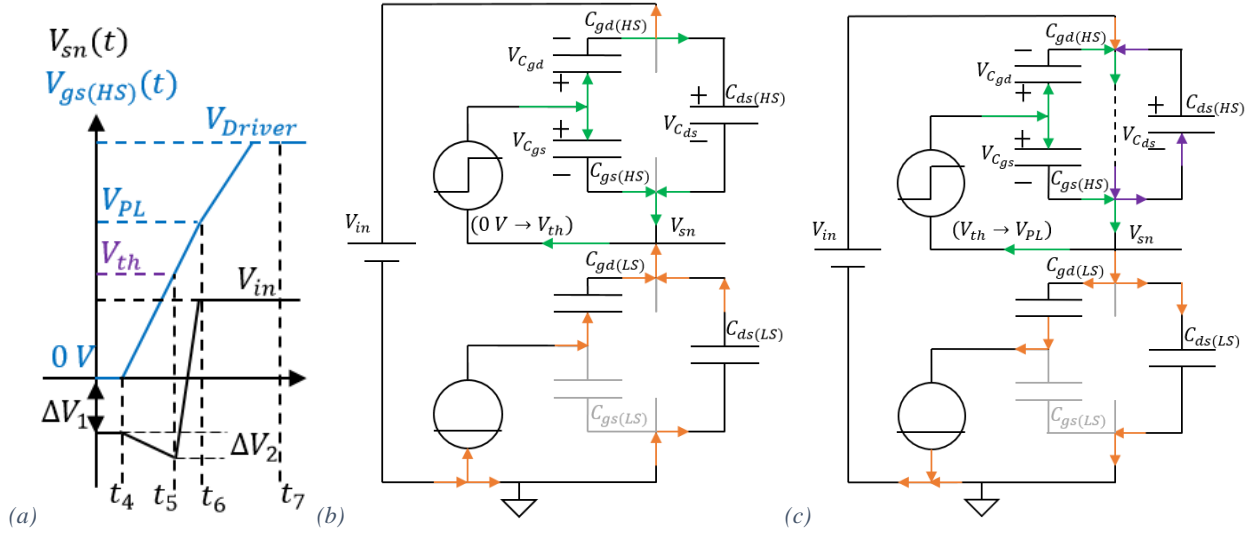 V_sn(t)
V_gs(HS)(t)
V_Driver
V_PL
V_th
V_in
0 V
ΔV_1
ΔV_2
t_4 t_5 t_6 t_7
(a)
C_gd(HS)
−
V_C_gd
+
+
V_C_gs
−
C_gs(HS)
+
V_C_ds
−
C_ds(HS)
V_in
(0 V → V_th)
V_sn
C_gd(LS)
C_ds(LS)
C_gs(LS)
(b)
C_gd(HS)
−
V_C_gd
+
+
V_C_gs
−
C_gs(HS)
+
V_C_ds
−
C_ds(HS)
V_in
(V_th → V_PL)
V_sn
C_gd(LS)
C_ds(LS)
C_gs(LS)
(c)